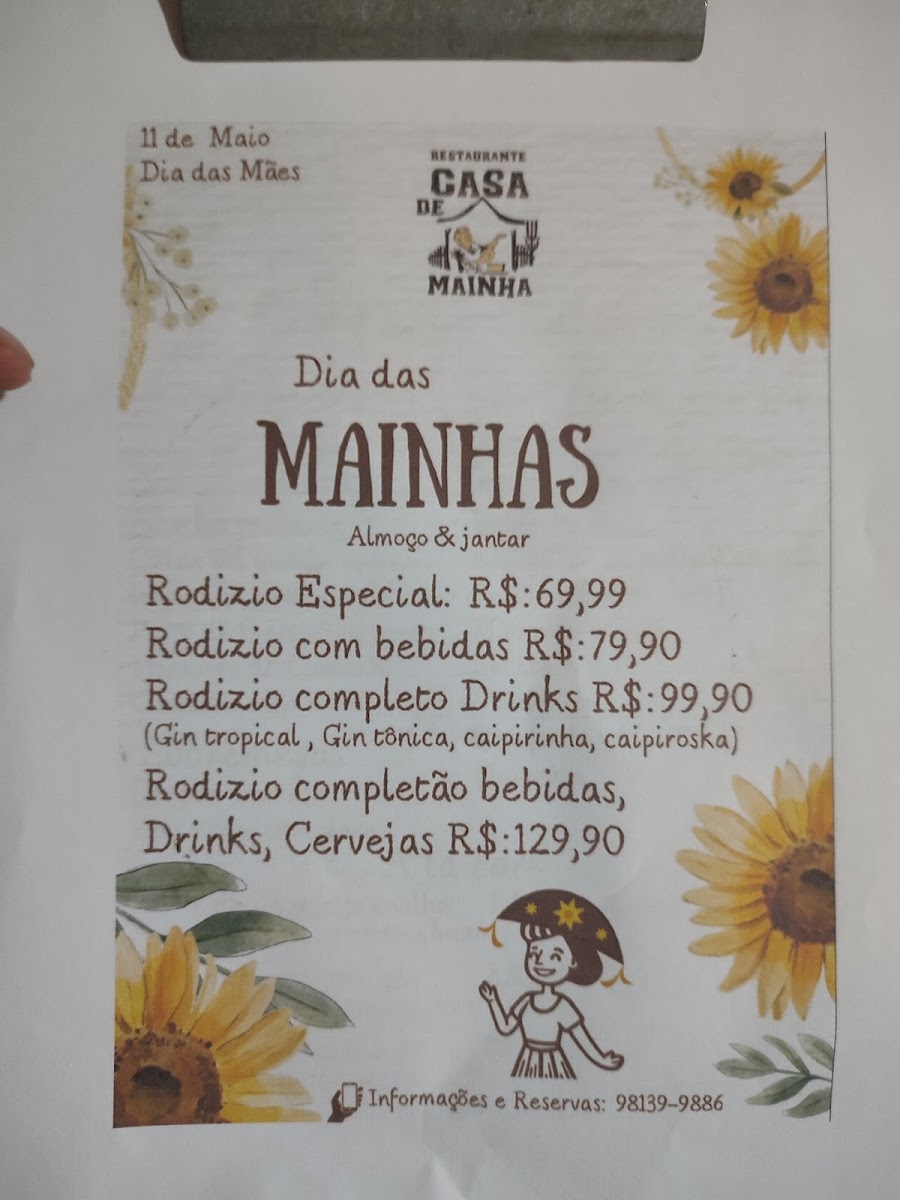 11 de Maio
Dia das Mães
RESTAURANTE
CASA
DE
MAINHA
Dia das
MAINHAS
Almoço & jantar
Rodizio Especial: R$:69,99
Rodizio com bebidas R$:79,90
Rodizio completo Drinks R$:99,90
(Gin tropical , Gin tônica, caipirinha, caipiroska)
Rodizio completão bebidas,
Drinks, Cervejas R$:129,90
Informações e Reservas: 98139-9886